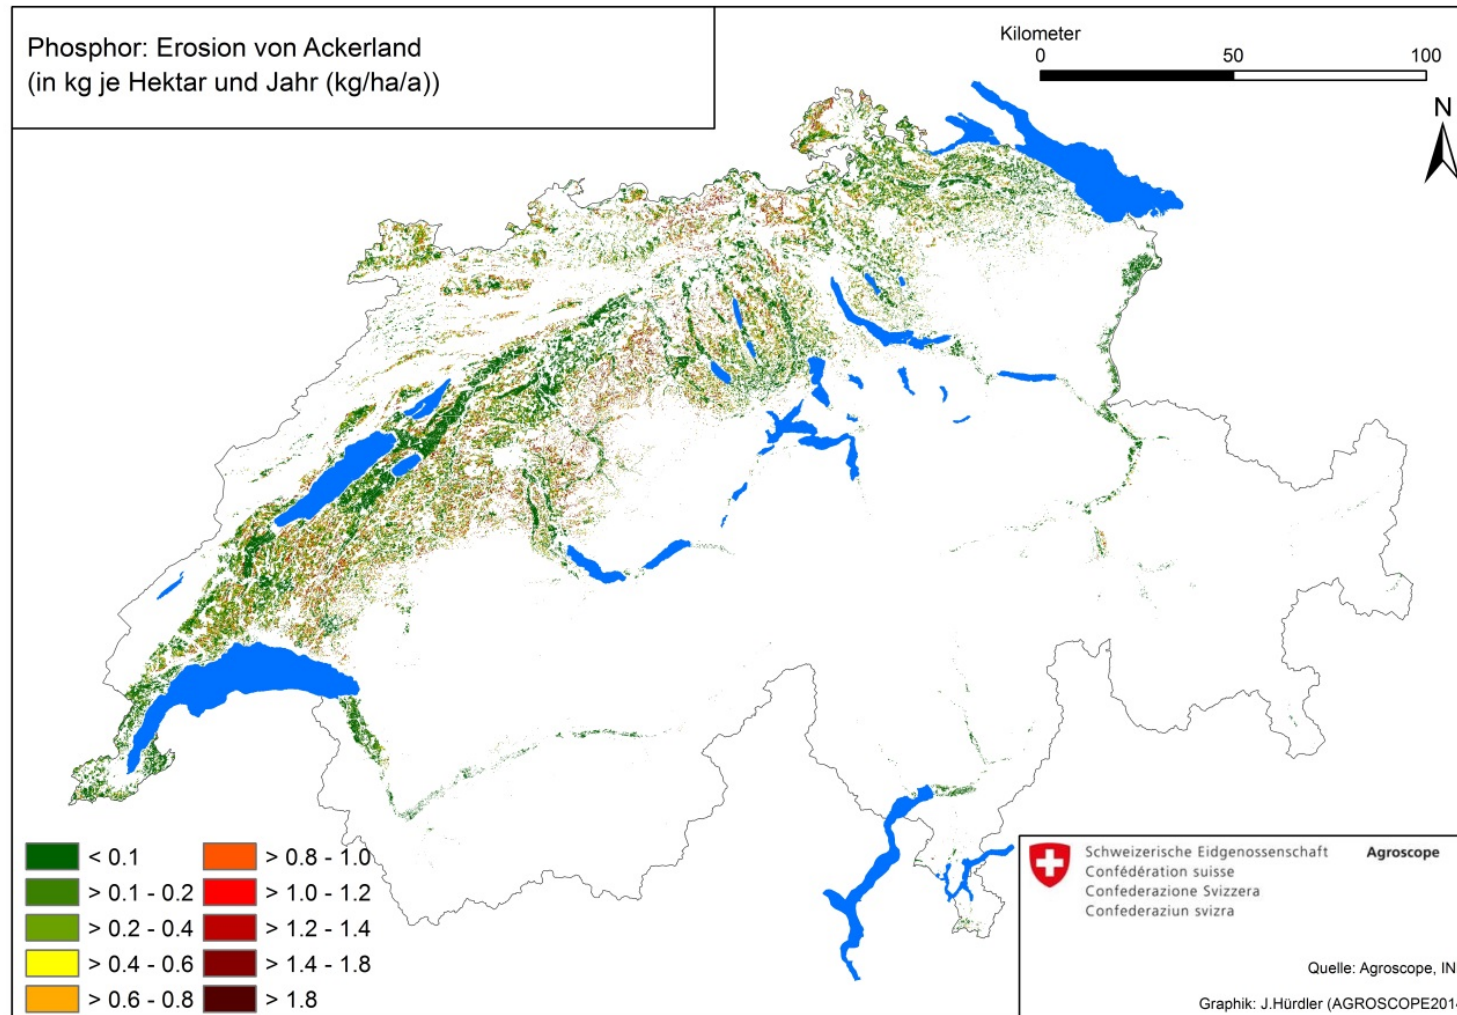 Phosphor: Erosion von Ackerland
(in kg je Hektar und Jahr (kg/ha/a))
Kilometer
0 50 100
N
< 0.1
> 0.1 - 0.2
> 0.2 - 0.4
> 0.4 - 0.6
> 0.6 - 0.8
> 0.8 - 1.0
> 1.0 - 1.2
> 1.2 - 1.4
> 1.4 - 1.8
> 1.8
Schweizerische Eidgenossenschaft
Confédération suisse
Confederazione Svizzera
Confederaziun svizra
Agroscope
Quelle: Agroscope, IN
Graphik: J.Hürdler (AGROSCOPE2014